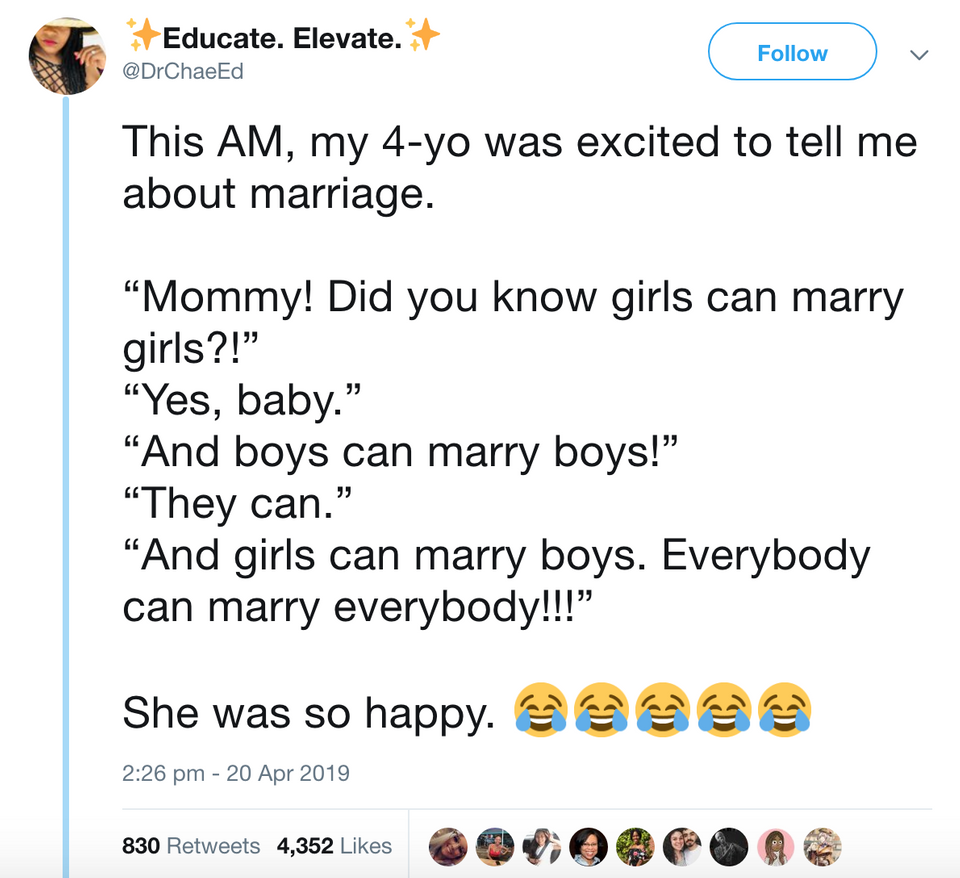 ✨Educate. Elevate.✨
@DrChaeEd
Follow
This AM, my 4-yo was excited to tell me
about marriage.
“Mommy! Did you know girls can marry
girls?!”
“Yes, baby.”
“And boys can marry boys!”
“They can.”
“And girls can marry boys. Everybody
can marry everybody!!!”
She was so happy. 😂😂😂😂😂
2:26 pm - 20 Apr 2019
830 Retweets 4,352 Likes